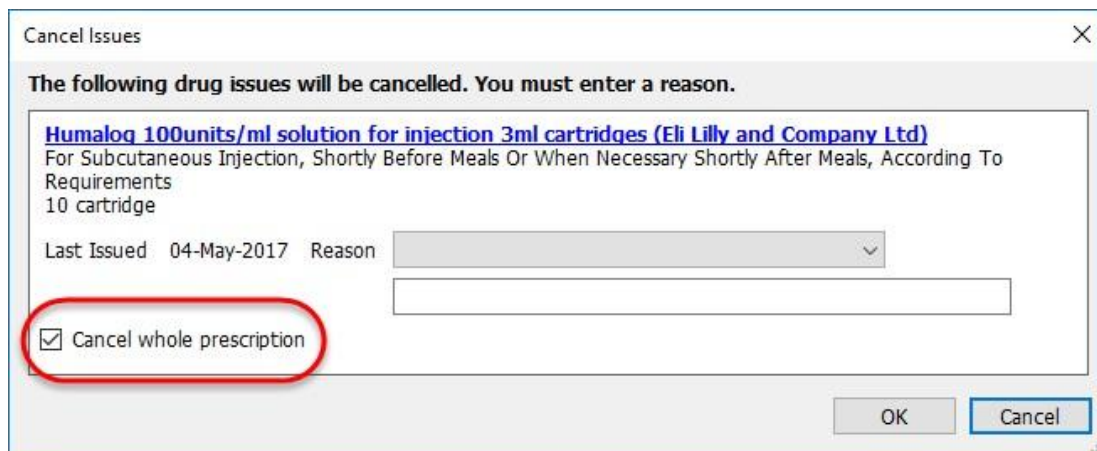 Cancel Issues
The following drug issues will be cancelled. You must enter a reason.
Humalog 100units/ml solution for injection 3ml cartridges (Eli Lilly and Company Ltd)
For Subcutaneous Injection, Shortly Before Meals Or When Necessary Shortly After Meals, According To
Requirements
10 cartridge
Last Issued 04-May-2017 Reason
Cancel whole prescription
OK Cancel